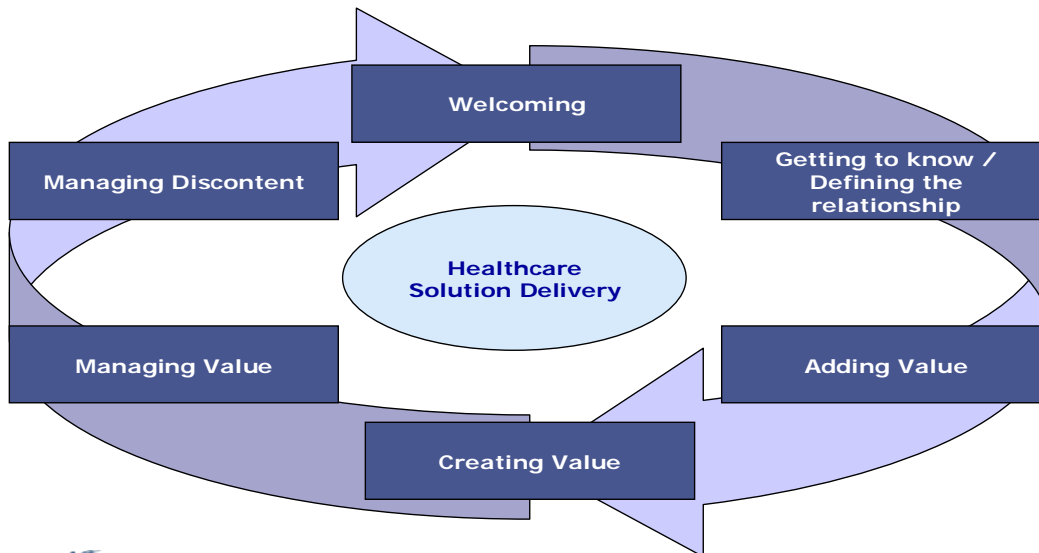 Welcoming
Getting to know /
Defining the
relationship
Managing Discontent
Healthcare
Solution Delivery
Managing Value
Adding Value
Creating Value